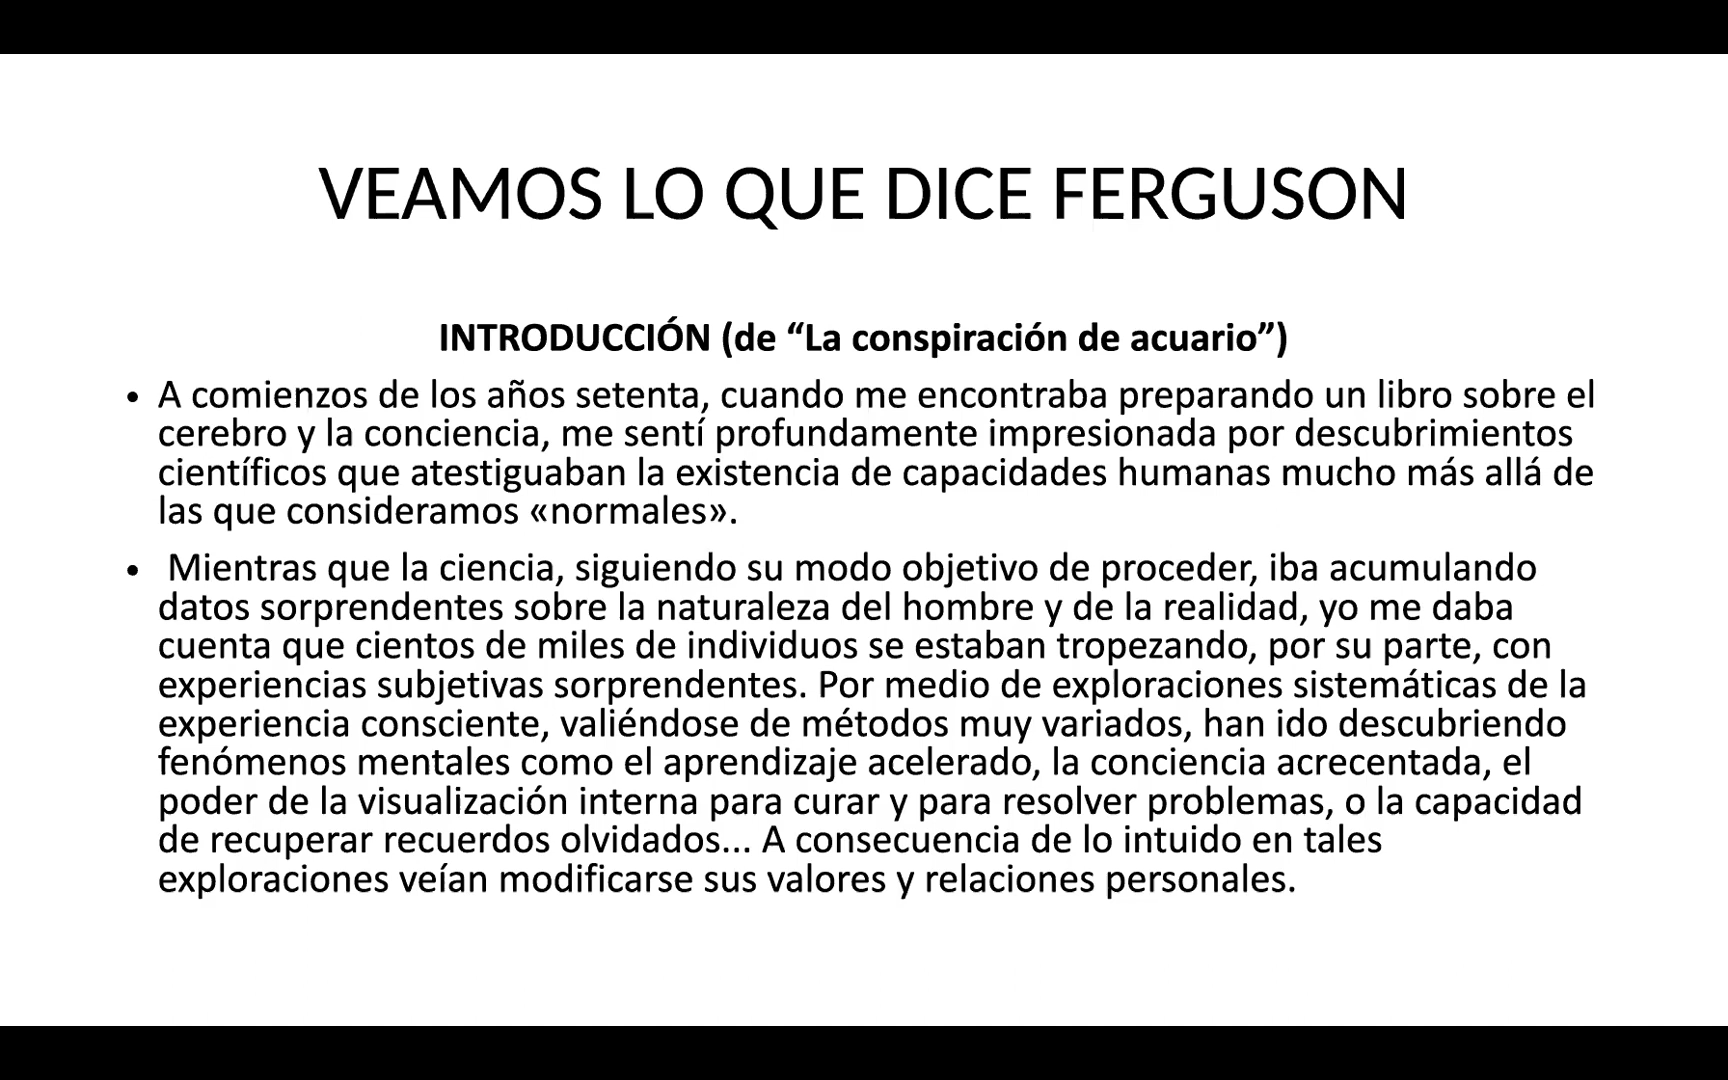 VEAMOS LO QUE DICE FERGUSON
INTRODUCCIÓN (de “La conspiración de acuario”)
• A comienzos de los años setenta, cuando me encontraba preparando un libro sobre el
cerebro y la conciencia, me sentí profundamente impresionada por descubrimientos
científicos que atestiguaban la existencia de capacidades humanas mucho más allá de
las que consideramos «normales».
• Mientras que la ciencia, siguiendo su modo objetivo de proceder, iba acumulando
datos sorprendentes sobre la naturaleza del hombre y de la realidad, yo me daba
cuenta que cientos de miles de individuos se estaban tropezando, por su parte, con
experiencias subjetivas sorprendentes. Por medio de exploraciones sistemáticas de la
experiencia consciente, valiéndose de métodos muy variados, han ido descubriendo
fenómenos mentales como el aprendizaje acelerado, la conciencia acrecentada, el
poder de la visualización interna para curar y para resolver problemas, o la capacidad
de recuperar recuerdos olvidados... A consecuencia de lo intuido en tales
exploraciones veían modificarse sus valores y relaciones personales.